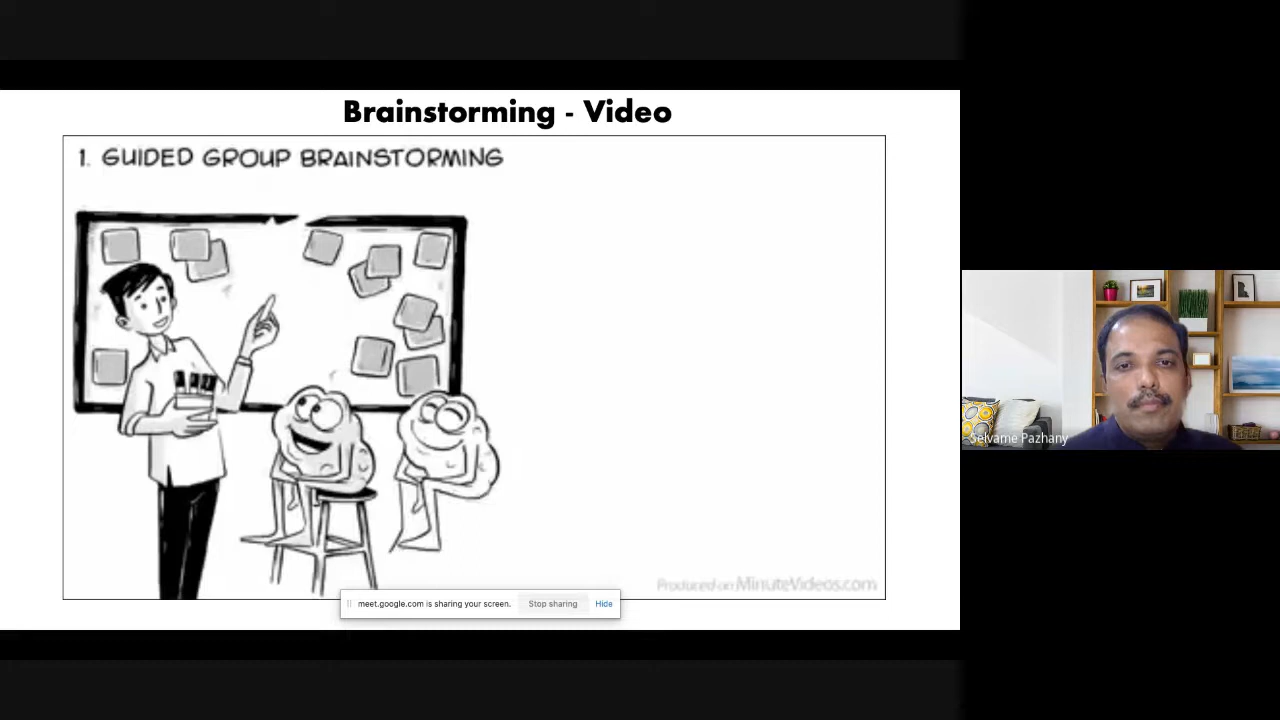 Brainstorming - Video
1. GUIDED GROUP BRAINSTORMING
Produced on MinuteVideos.com
meet.google.com is sharing your screen.
Stop sharing
Hide
Selvame Pazhany